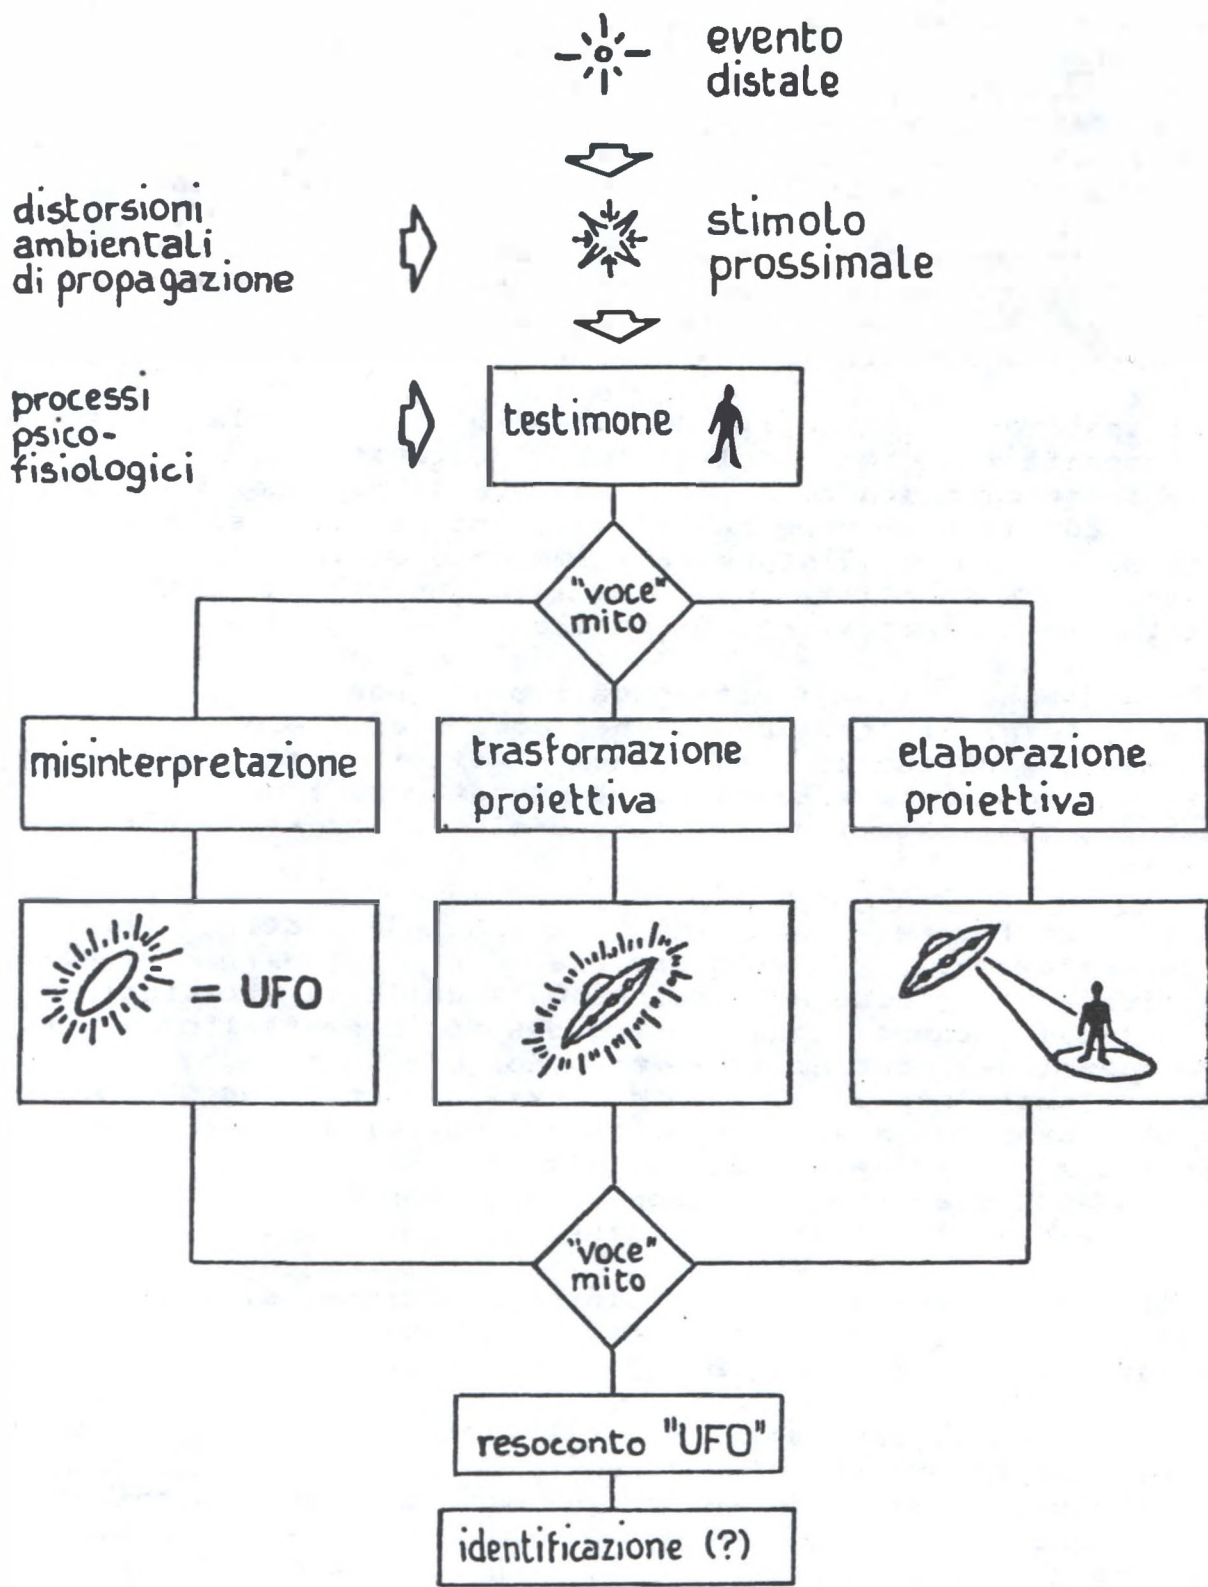 evento
distale
distorsioni
ambientali
di propagazione
stimolo
prossimale
processi
psico-
fisiologici
testimone
"voce"
mito
misinterpretazione
trasformazione
proiettiva
elaborazione
proiettiva
= UFO
"voce"
mito
resoconto "UFO"
identificazione (?)